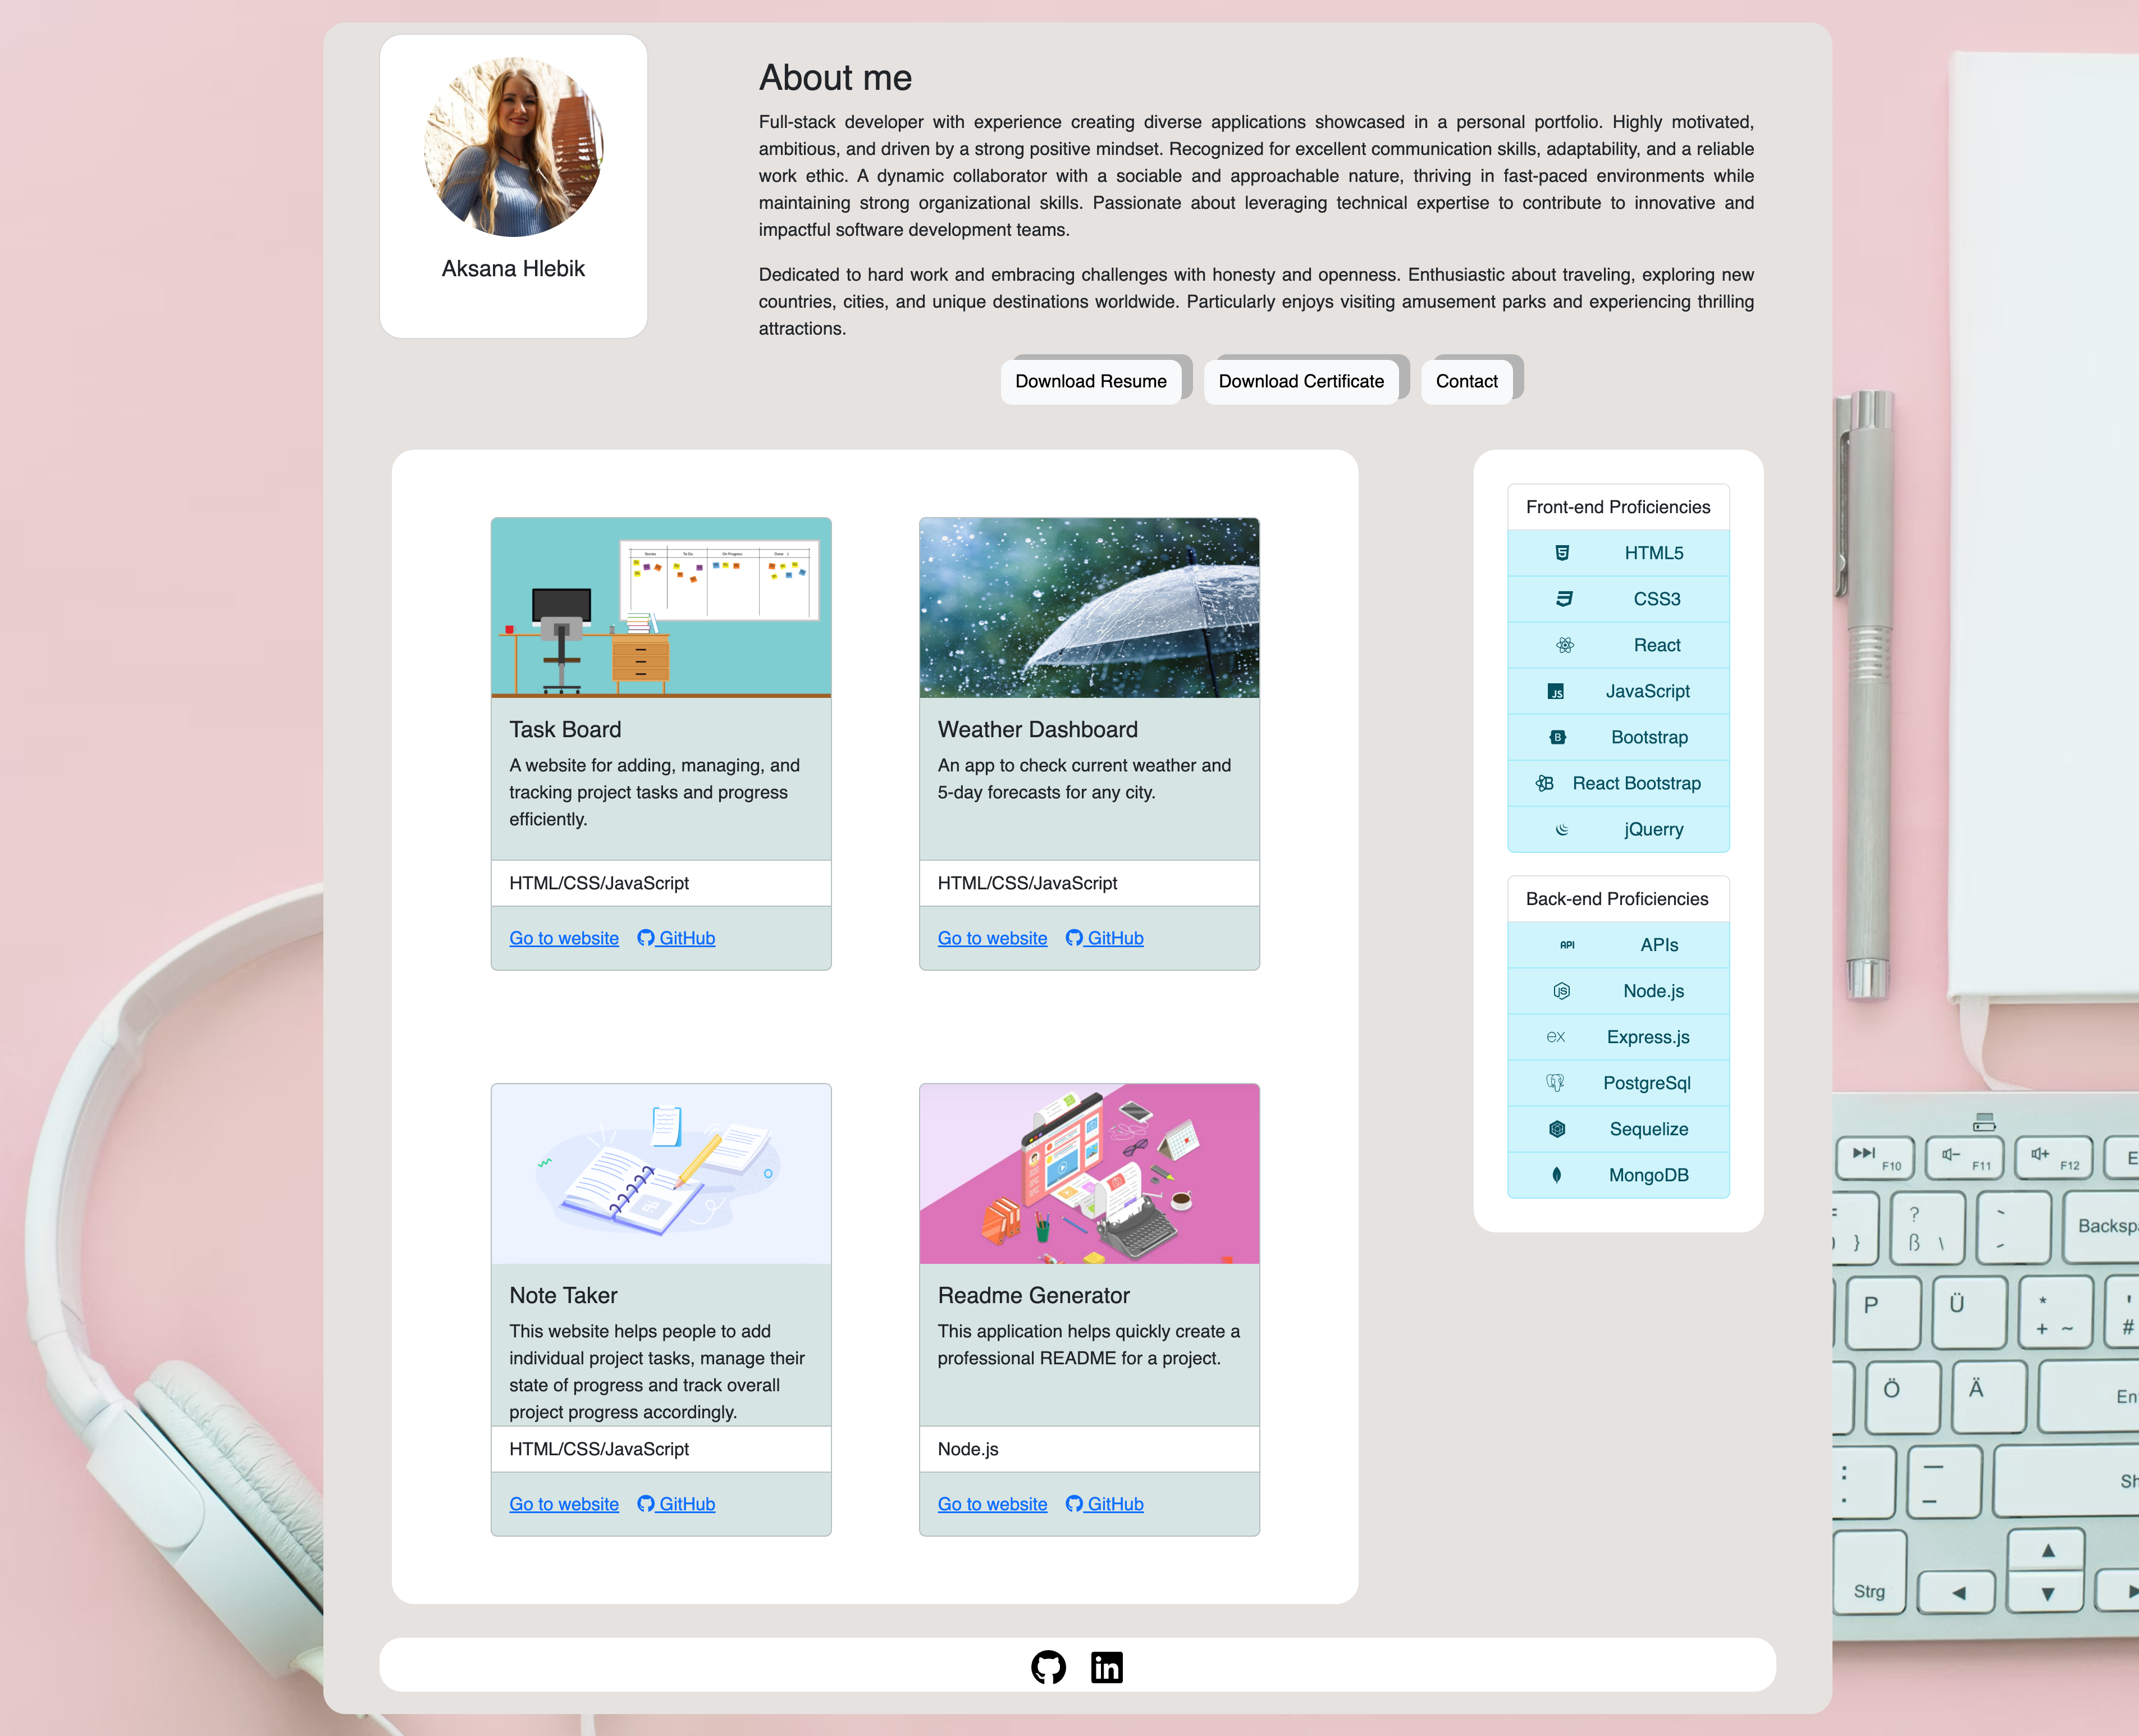 Aksana Hlebik
About me
Full-stack developer with experience creating diverse applications showcased in a personal portfolio. Highly motivated,
ambitious, and driven by a strong positive mindset. Recognized for excellent communication skills, adaptability, and a reliable
work ethic. A dynamic collaborator with a sociable and approachable nature, thriving in fast-paced environments while
maintaining strong organizational skills. Passionate about leveraging technical expertise to contribute to innovative and
impactful software development teams.
Dedicated to hard work and embracing challenges with honesty and openness. Enthusiastic about traveling, exploring new
countries, cities, and unique destinations worldwide. Particularly enjoys visiting amusement parks and experiencing thrilling
attractions.
Download Resume
Download Certificate
Contact
Stories To Do On Progress Done
Task Board
A website for adding, managing, and
tracking project tasks and progress
efficiently.
HTML/CSS/JavaScript
Go to website GitHub
Weather Dashboard
An app to check current weather and
5-day forecasts for any city.
HTML/CSS/JavaScript
Go to website GitHub
Note Taker
This website helps people to add
individual project tasks, manage their
state of progress and track overall
project progress accordingly.
HTML/CSS/JavaScript
Go to website GitHub
Readme Generator
This application helps quickly create a
professional README for a project.
Node.js
Go to website GitHub
Front-end Proficiencies
HTML5
CSS3
React
JS JavaScript
B Bootstrap
B React Bootstrap
jQuerry
Back-end Proficiencies
API APIs
JS Node.js
ex Express.js
PostgreSql
Sequelize
MongoDB
in
F10 F11 F12 E
} ? ß \ ` Backsp
P Ü * + ~ ' #
Ö Ä En
: . — Sh
Strg